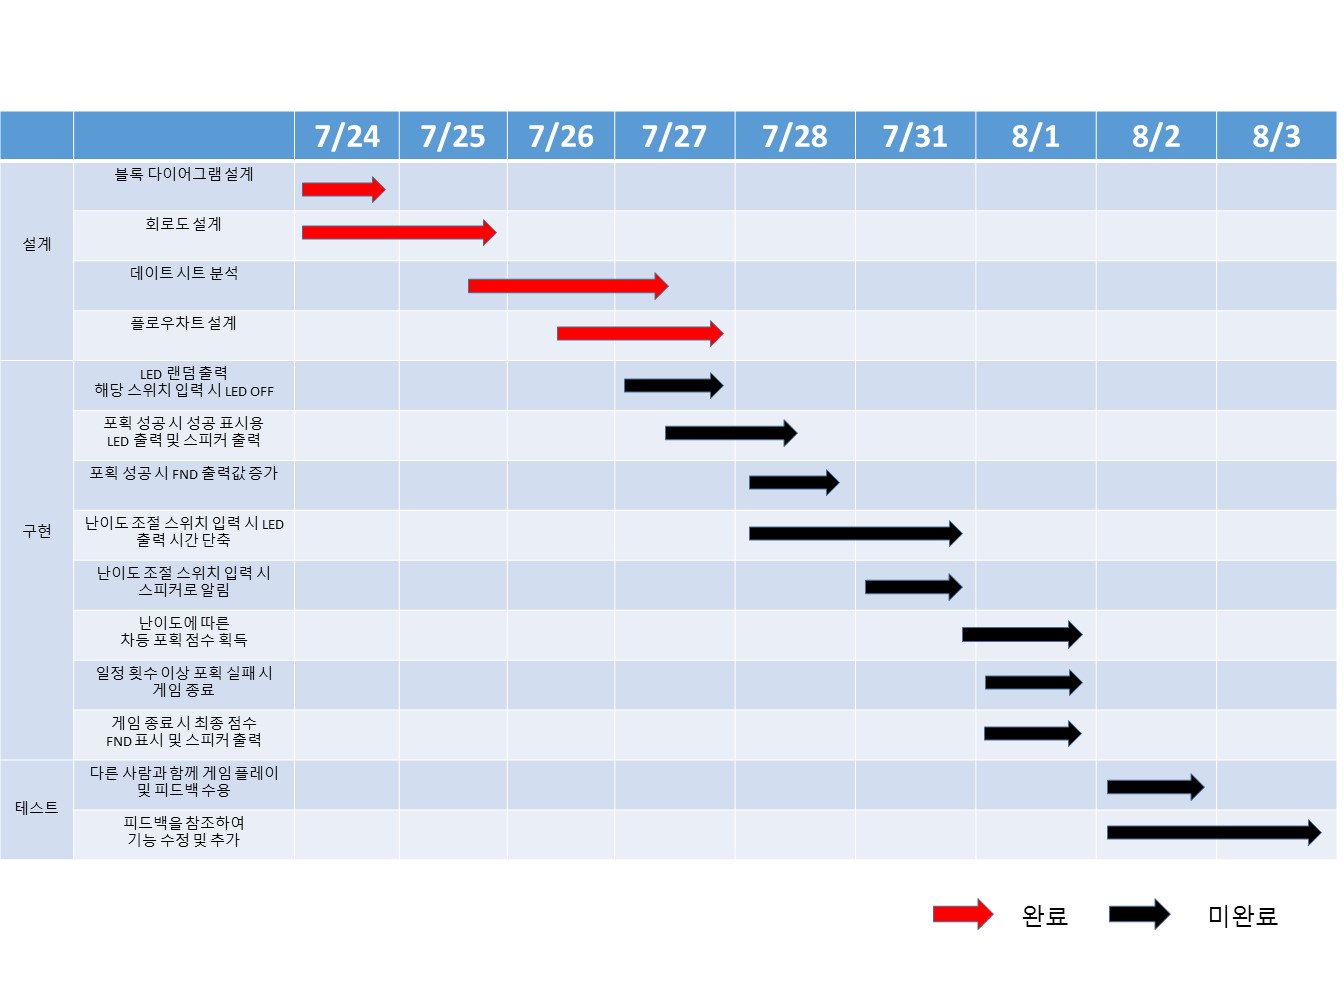 7/24 7/25 7/26 7/27 7/28 7/31 8/1 8/2 8/3
설계
블록 다이어그램 설계
회로도 설계
데이트 시트 분석
플로우차트 설계
구현
LED 랜덤 출력
해당 스위치 입력 시 LED OFF
포획 성공 시 성공 표시용
LED 출력 및 스피커 출력
포획 성공 시 FND 출력값 증가
난이도 조절 스위치 입력 시 LED
출력 시간 단축
난이도 조절 스위치 입력 시
스피커로 알림
난이도에 따른
차등 포획 점수 획득
일정 횟수 이상 포획 실패 시
게임 종료
게임 종료 시 최종 점수
FND 표시 및 스피커 출력
테스트
다른 사람과 함께 게임 플레이
및 피드백 수용
피드백을 참조하여
기능 수정 및 추가
완료 미완료